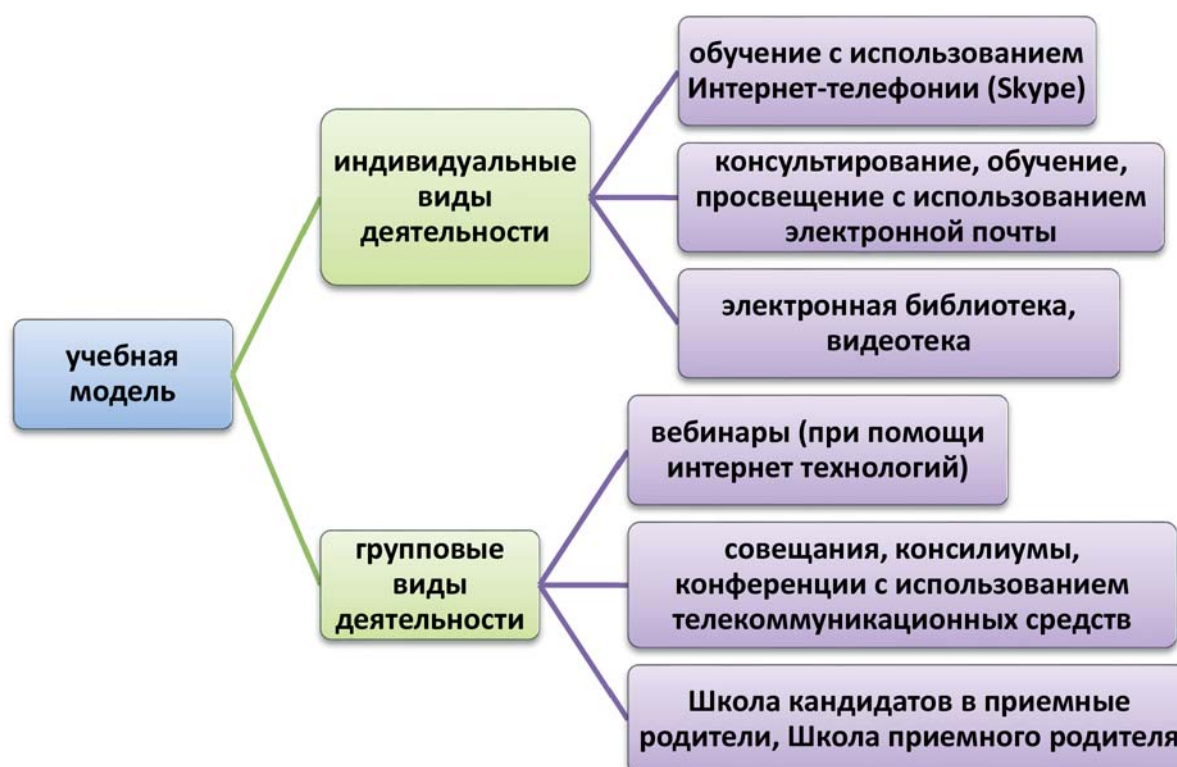 учебная
модель
индивидуальные
виды
деятельности
обучение с использованием
Интернет-телефонии (Skype)
консультирование, обучение,
просвещение с использованием
электронной почты
электронная библиотека,
видеотека
групповые
виды
деятельности
вебинары (при помощи
интернет технологий)
совещания, консилиумы,
конференции с использованием
телекоммуникационных средств
Школа кандидатов в приемные
родители, Школа приемного родителя